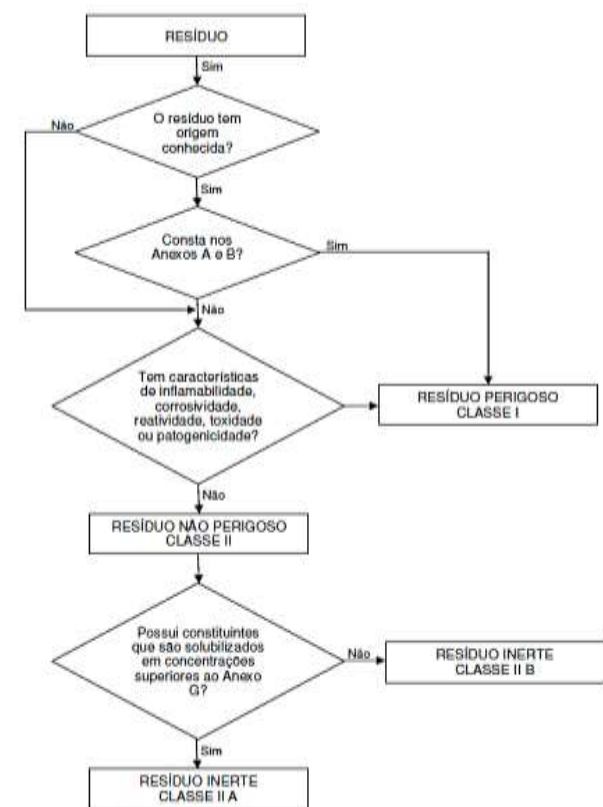 RESÍDUO
Sim
O resíduo tem
origem
conhecida?
Não
Sim
Consta nos
Anexos A e B?
Sim
Não
Tem características
de inflamabilidade,
corrosividade,
reatividade, toxidade
ou patogenicidade?
RESÍDUO PERIGOSO
CLASSE I
Não
RESÍDUO NÃO PERIGOSO
CLASSE II
Possui constituintes
que são solubilizados
em concentrações
superiores ao Anexo
G?
Não
RESÍDUO INERTE
CLASSE II B
Sim
RESÍDUO INERTE
CLASSE II A